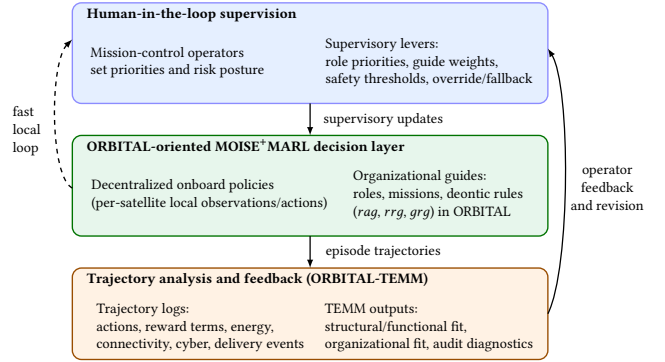 Human-in-the-loop supervision
Mission-control operators
set priorities and risk posture
Supervisory levers:
role priorities, guide weights,
safety thresholds, override/fallback
fast
local
loop
supervisory updates
ORBITAL-oriented MOISE⁺MARL decision layer
Decentralized onboard policies
(per-satellite local observations/actions)
Organizational guides:
roles, missions, deontic rules
(rag, rrg, grg) in ORBITAL
operator
feedback
and revision
episode trajectories
Trajectory analysis and feedback (ORBITAL-TEMM)
Trajectory logs:
actions, reward terms, energy,
connectivity, cyber, delivery events
TEMM outputs:
structural/functional fit,
organizational fit, audit diagnostics